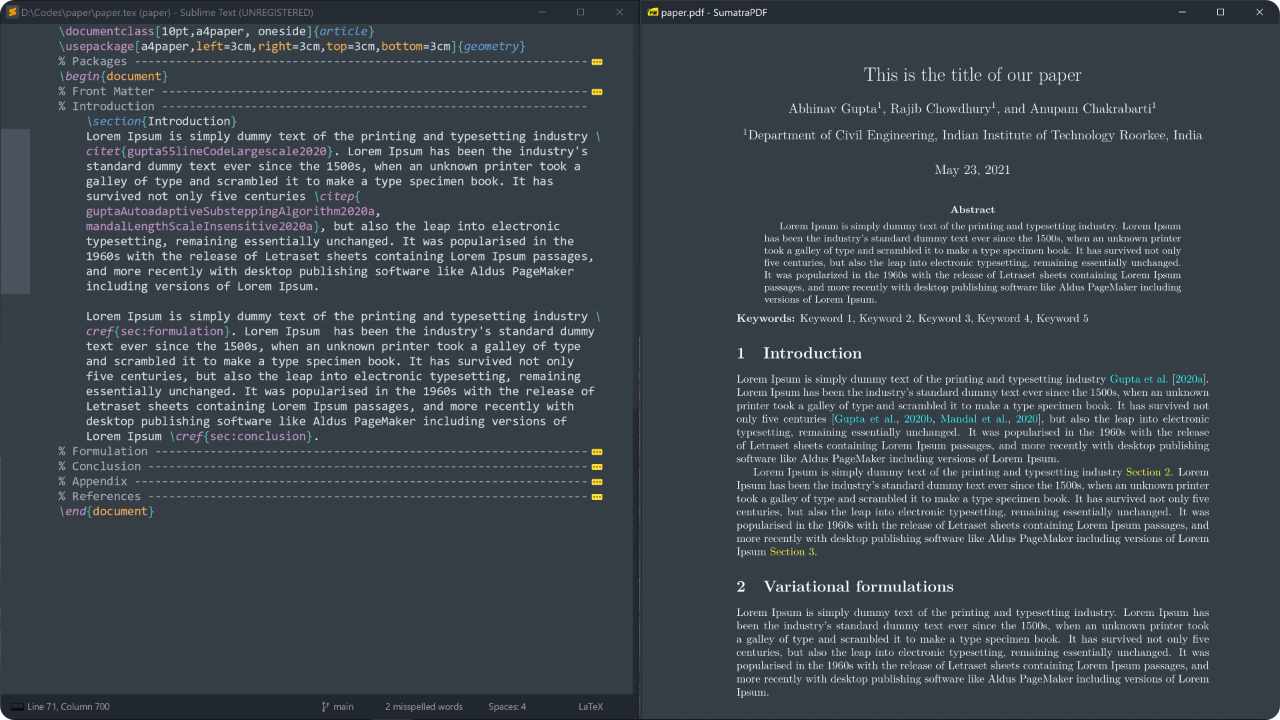 D:\Codes\paper\paper.tex (paper) - Sublime Text (UNREGISTERED)
\documentclass[10pt,a4paper, oneside]{article}
\usepackage[a4paper,left=3cm,right=3cm,top=3cm,bottom=3cm]{geometry}
% Packages ------------------------------------------------------------
\begin{document}
% Front Matter --------------------------------------------------------
% Introduction --------------------------------------------------------
\section{Introduction}
Lorem Ipsum is simply dummy text of the printing and typesetting industry \
citet{gupta55lineCodeLargescale2020}. Lorem Ipsum has been the industry's
standard dummy text ever since the 1500s, when an unknown printer took a
galley of type and scrambled it to make a type specimen book. It has
survived not only five centuries \citep{
guptaAutoadaptiveSubsteppingAlgorithm2020a,
mandalLengthScaleInsensitive2020a}, but also the leap into electronic
typesetting, remaining essentially unchanged. It was popularised in the
1960s with the release of Letraset sheets containing Lorem Ipsum passages,
and more recently with desktop publishing software like Aldus PageMaker
including versions of Lorem Ipsum.
Lorem Ipsum is simply dummy text of the printing and typesetting industry \
cref{sec:formulation}. Lorem Ipsum  has been the industry's standard dummy
text ever since the 1500s, when an unknown printer took a galley of type
and scrambled it to make a type specimen book. It has survived not only
five centuries, but also the leap into electronic typesetting, remaining
essentially unchanged. It was popularised in the 1960s with the release of
Letraset sheets containing Lorem Ipsum passages, and more recently with
desktop publishing software like Aldus PageMaker including versions of
Lorem Ipsum \cref{sec:conclusion}.
% Formulation ---------------------------------------------------------
% Conclusion ----------------------------------------------------------
% Appendix ------------------------------------------------------------
% References ----------------------------------------------------------
\end{document}
Line 71, Column 700
main
2 misspelled words
Spaces: 4
LaTeX
paper.pdf - SumatraPDF
This is the title of our paper
Abhinav Gupta¹, Rajib Chowdhury¹, and Anupam Chakrabarti¹
¹Department of Civil Engineering, Indian Institute of Technology Roorkee, India
May 23, 2021
Abstract
Lorem Ipsum is simply dummy text of the printing and typesetting industry. Lorem Ipsum
has been the industry's standard dummy text ever since the 1500s, when an unknown printer
took a galley of type and scrambled it to make a type specimen book. It has survived not only
five centuries, but also the leap into electronic typesetting, remaining essentially unchanged.
It was popularized in the 1960s with the release of Letraset sheets containing Lorem Ipsum
passages, and more recently with desktop publishing software like Aldus PageMaker including
versions of Lorem Ipsum.
Keywords: Keyword 1, Keyword 2, Keyword 3, Keyword 4, Keyword 5
1 Introduction
Lorem Ipsum is simply dummy text of the printing and typesetting industry Gupta et al. [2020a].
Lorem Ipsum has been the industry's standard dummy text ever since the 1500s, when an unknown
printer took a galley of type and scrambled it to make a type specimen book. It has survived not
only five centuries [Gupta et al., 2020b, Mandal et al., 2020], but also the leap into electronic
typesetting, remaining essentially unchanged. It was popularised in the 1960s with the release
of Letraset sheets containing Lorem Ipsum passages, and more recently with desktop publishing
software like Aldus PageMaker including versions of Lorem Ipsum.
Lorem Ipsum is simply dummy text of the printing and typesetting industry Section 2. Lorem
Ipsum has been the industry's standard dummy text ever since the 1500s, when an unknown printer
took a galley of type and scrambled it to make a type specimen book. It has survived not only five
centuries, but also the leap into electronic typesetting, remaining essentially unchanged. It was
popularised in the 1960s with the release of Letraset sheets containing Lorem Ipsum passages, and
more recently with desktop publishing software like Aldus PageMaker including versions of Lorem
Ipsum Section 3.
2 Variational formulations
Lorem Ipsum is simply dummy text of the printing and typesetting industry. Lorem Ipsum has
been the industry's standard dummy text ever since the 1500s, when an unknown printer took
a galley of type and scrambled it to make a type specimen book. It has survived not only five
centuries, but also the leap into electronic typesetting, remaining essentially unchanged. It was
popularised in the 1960s with the release of Letraset sheets containing Lorem Ipsum passages, and
more recently with desktop publishing software like Aldus PageMaker including versions of Lorem
Ipsum.